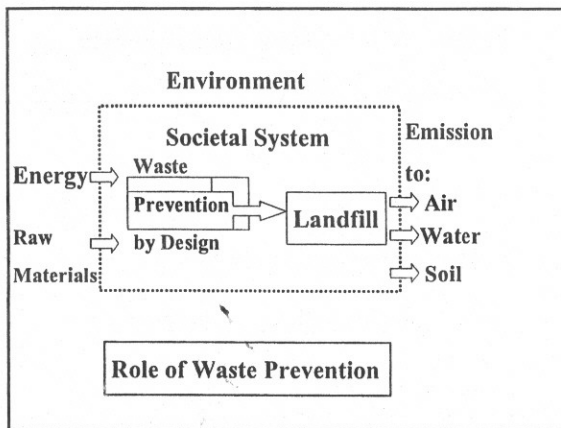 Environment
Societal System
Emission
to:
Energy
Raw
Materials
Waste
Prevention
by Design
Landfill
Air
Water
Soil
Role of Waste Prevention